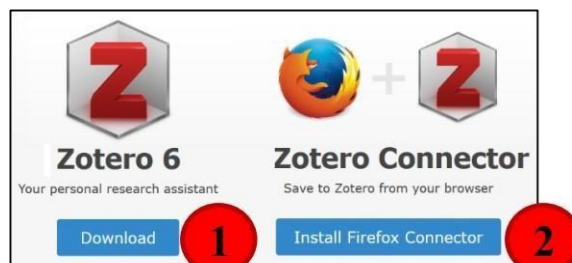 Z
Z
Zotero 6
Your personal research assistant
Download
1
+
Zotero Connector
Save to Zotero from your browser
Install Firefox Connector
2